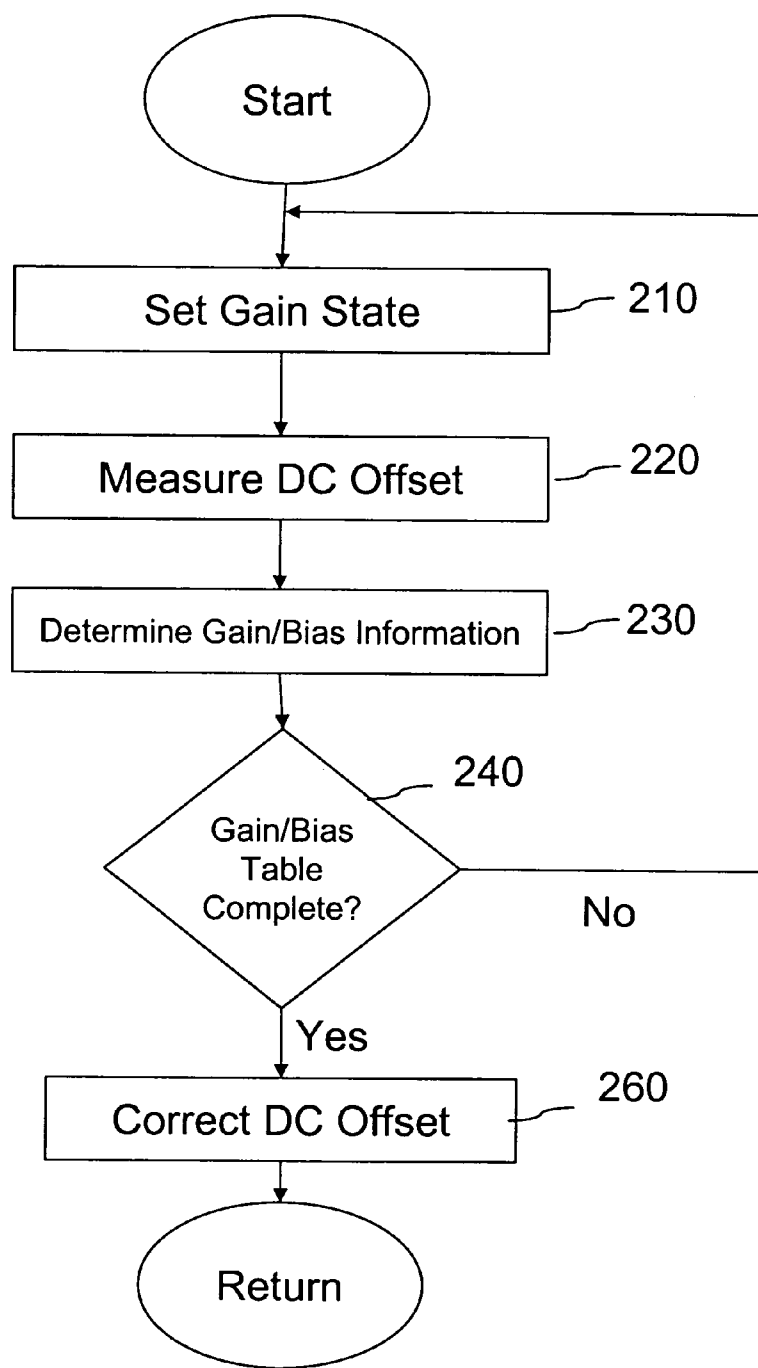 Start
Set Gain State
210
Measure DC Offset
220
Determine Gain/Bias Information
230
240
Gain/Bias
Table
Complete?
No
Yes
260
Correct DC Offset
Return